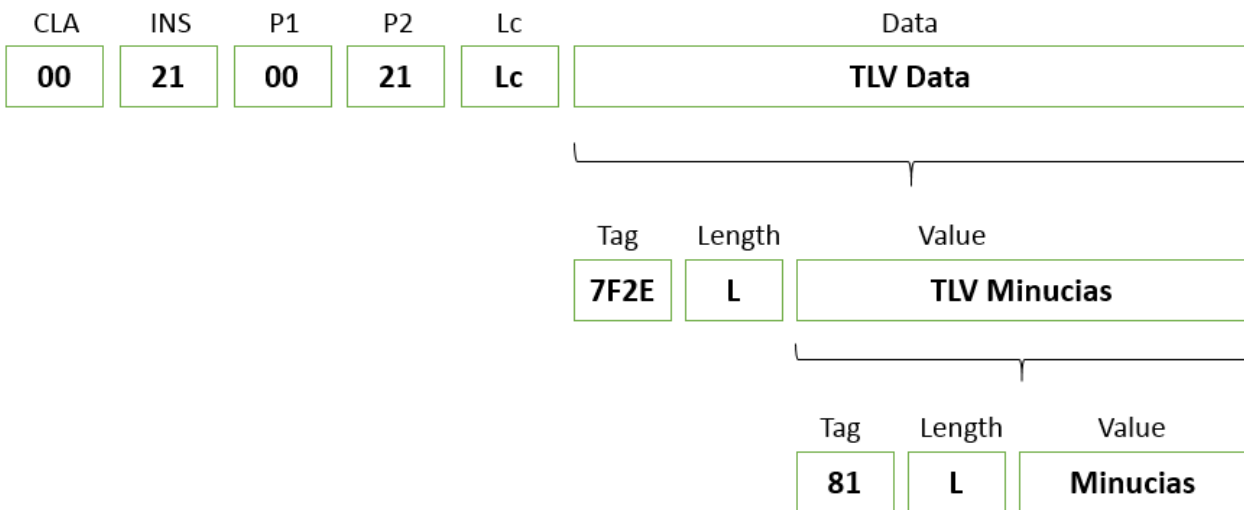 CLA INS P1 P2 Lc Data
00 21 00 21 Lc TLV Data
Tag Length Value
7F2E L TLV Minucias
Tag Length Value
81 L Minucias